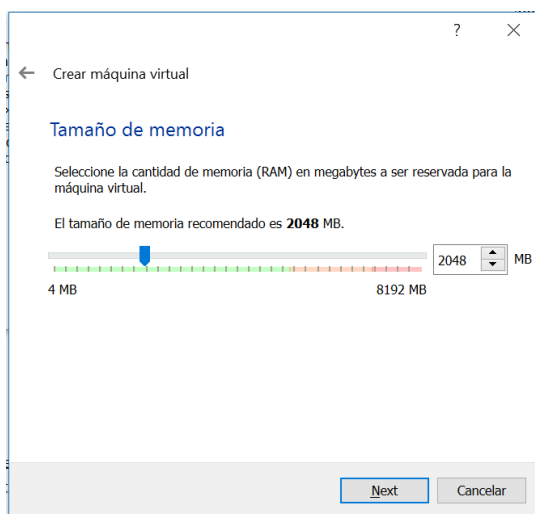 ?
Crear máquina virtual
Tamaño de memoria
Seleccione la cantidad de memoria (RAM) en megabytes a ser reservada para la
máquina virtual.
El tamaño de memoria recomendado es 2048 MB.
2048 MB
4 MB 8192 MB
Next Cancelar